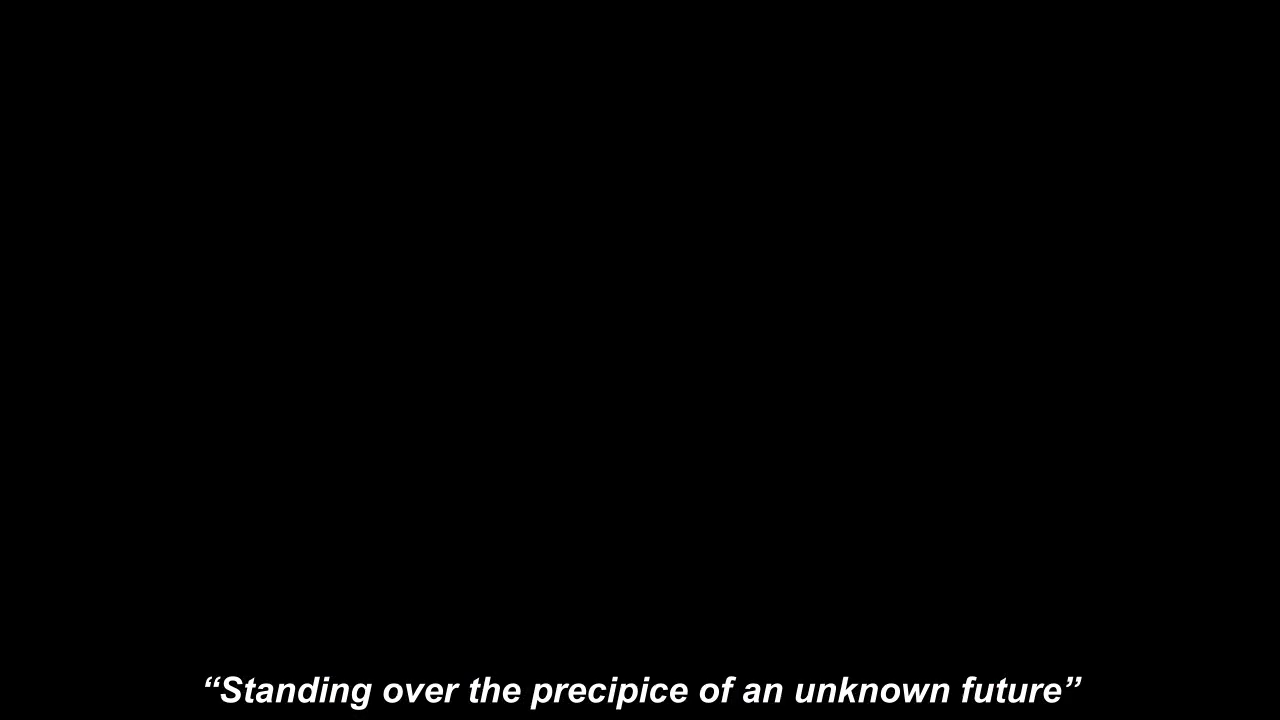 “Standing over the precipice of an unknown future”